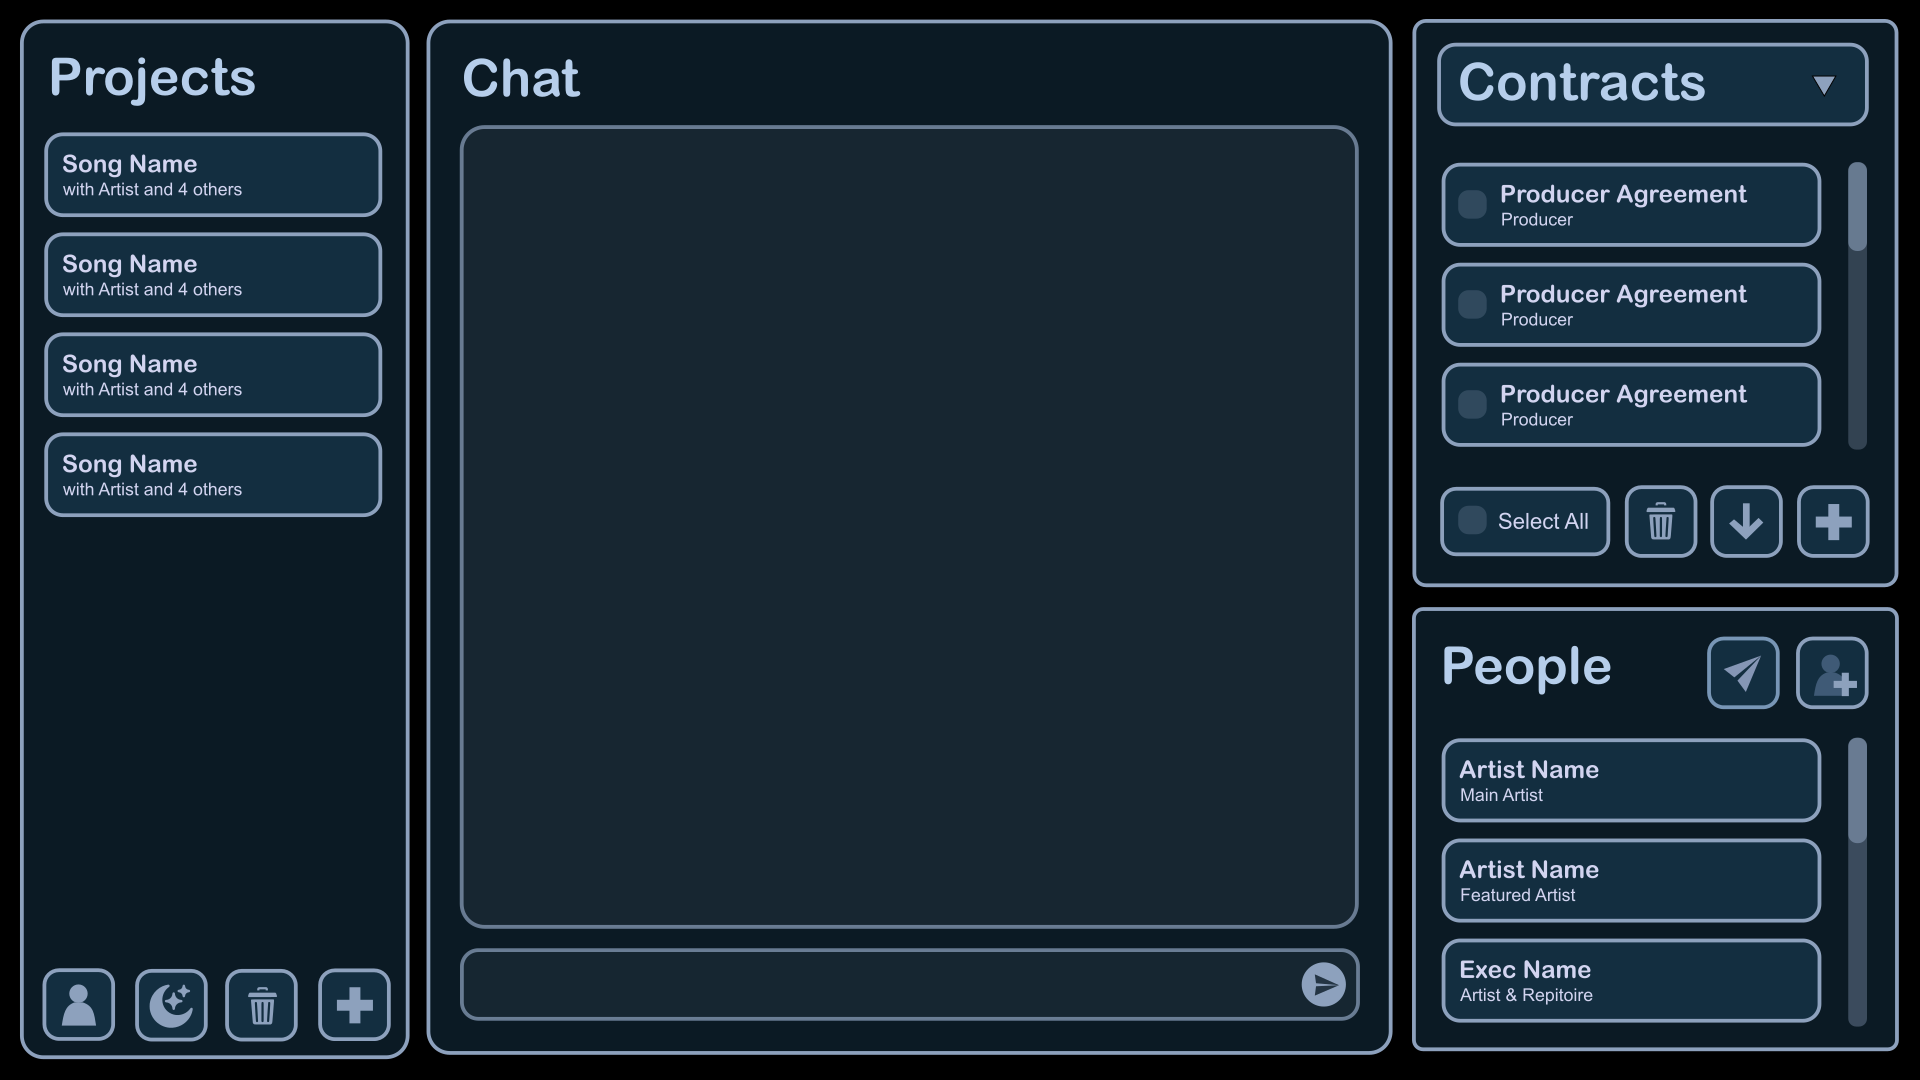 Projects
Song Name
with Artist and 4 others
Song Name
with Artist and 4 others
Song Name
with Artist and 4 others
Song Name
with Artist and 4 others
Chat
Contracts
Producer Agreement
Producer
Producer Agreement
Producer
Producer Agreement
Producer
Select All
People
Artist Name
Main Artist
Artist Name
Featured Artist
Exec Name
Artist & Repitoire